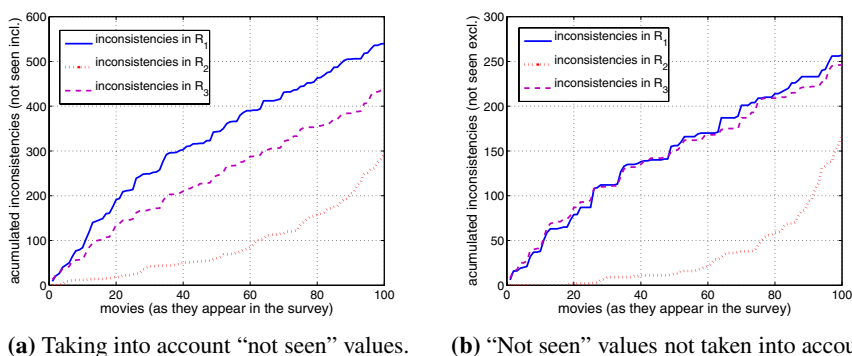 600
500
400
300
200
100
0
0 20 40 60 80 100
acumulated inconsistencies (not seen incl.)
movies (as they appear in the survey)
inconsistencies in R1
inconsistencies in R2
inconsistencies in R3
(a) Taking into account “not seen” values.
300
250
200
150
100
50
0
0 20 40 60 80 100
acumulated inconsistencies (not seen excl.)
movies (as they appear in the survey)
inconsistencies in R1
inconsistencies in R2
inconsistencies in R3
(b) “Not seen” values not taken into accou